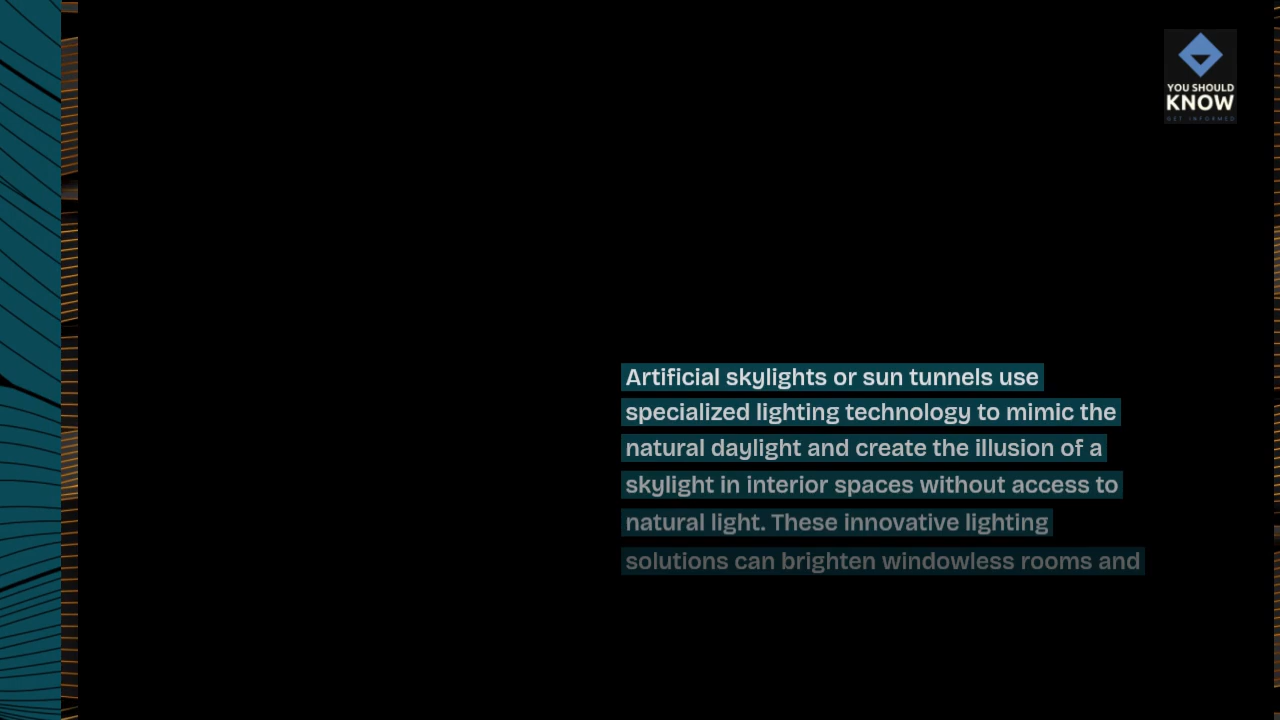 YOU SHOULD
KNOW
GET INFORMED
Artificial skylights or sun tunnels use
specialized lighting technology to mimic the
natural daylight and create the illusion of a
skylight in interior spaces without access to
natural light. These innovative lighting
solutions can brighten windowless rooms and